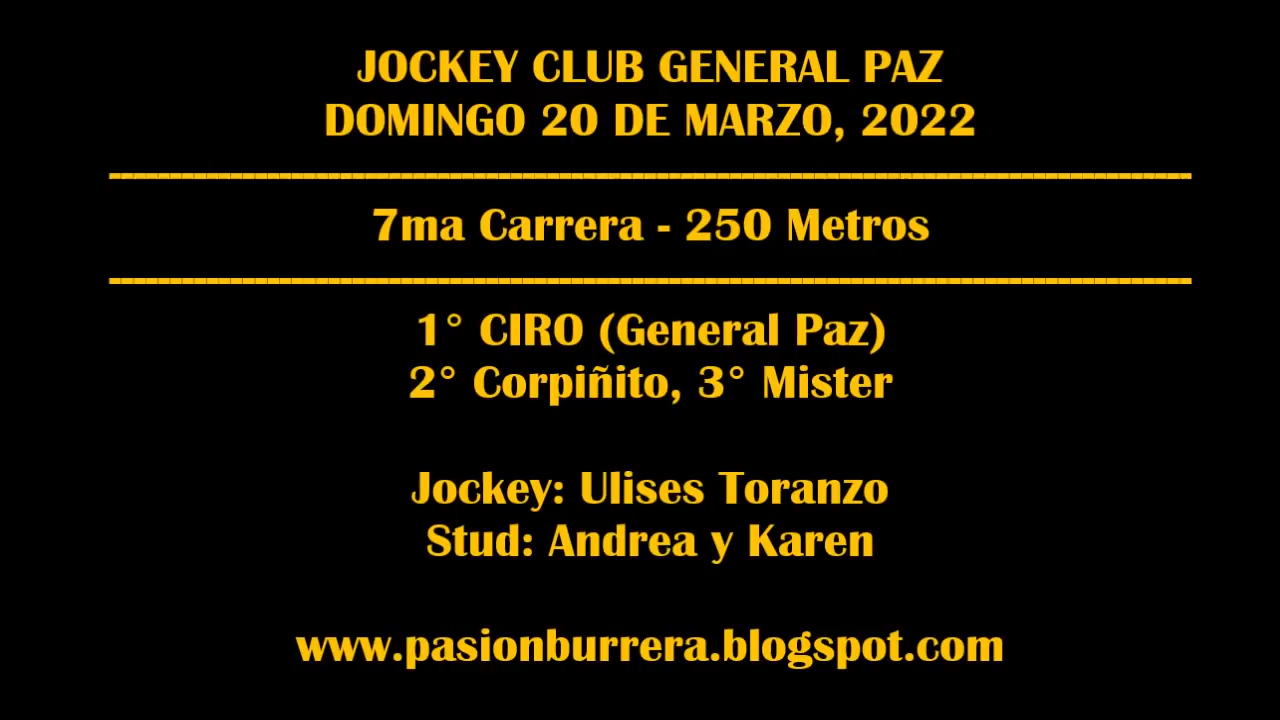 JOCKEY CLUB GENERAL PAZ
DOMINGO 20 DE MARZO, 2022
7ma Carrera - 250 Metros
1° CIRO (General Paz)
2° Corpiñito, 3° Mister
Jockey: Ulises Toranzo
Stud: Andrea y Karen
www.pasionburrera.blogspot.com